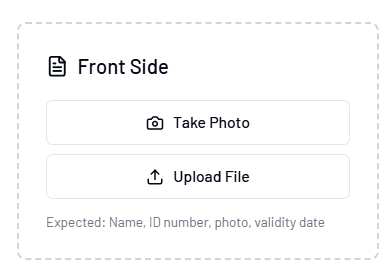 Front Side
Take Photo
Upload File
Expected: Name, ID number, photo, validity date